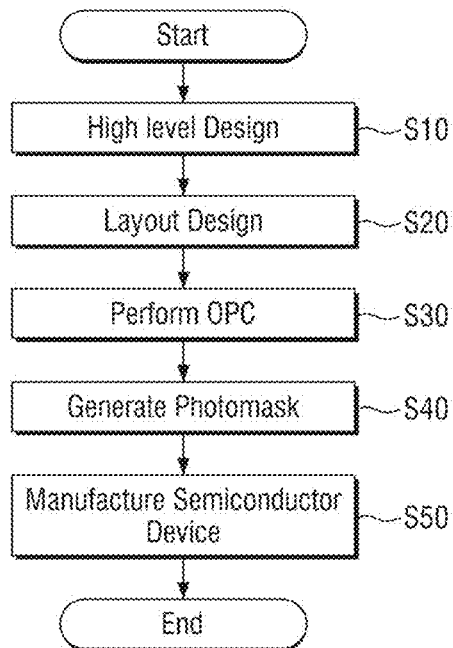 Start
High level Design
S10
Layout Design
S20
Perform OPC
S30
Generate Photomask
S40
Manufacture Semiconductor
Device
S50
End